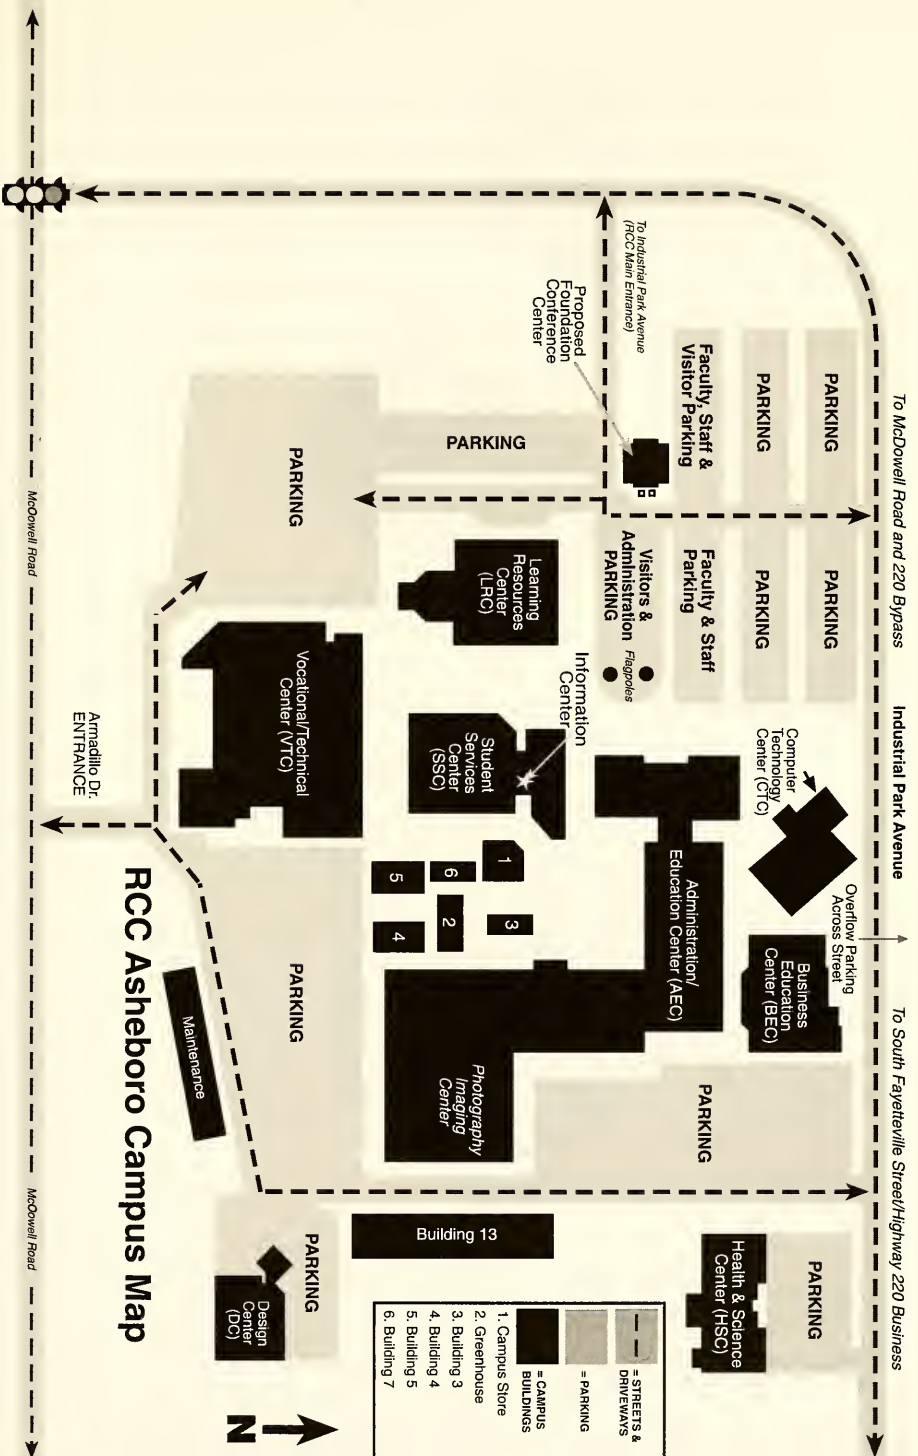 To McDowell Road and 220 Bypass
Industrial Park Avenue
To South Fayetteville Street/Highway 220 Business
PARKING
PARKING
Overflow Parking
Across Street
PARKING
PARKING
PARKING
Computer
Technology
Center (CTC)
Business
Education
Center (BEC)
Faculty, Staff &
Visitor Parking
Faculty & Staff
Parking
PARKING
Health & Science
Center (HSC)
To Industrial Park Avenue
(RCC Main Entrance)
Visitors &
Administration
PARKING
Flagpoles
Administration/
Education Center (AEC)
Proposed
Foundation
Conference
Center
Information
Center
Learning
Resources
Center
(LRC)
Student
Services
Center
(SSC)
1
3
6
2
5
4
Photography
Imaging
Center
PARKING
Building 13
PARKING
Vocational/Technical
Center (VTC)
PARKING
PARKING
Design
Center
(DC)
Maintenance
= STREETS &
DRIVEWAYS
= PARKING
= CAMPUS
BUILDINGS
1. Campus Store
2. Greenhouse
3. Building 3
4. Building 4
5. Building 5
6. Building 7
N
RCC Asheboro Campus Map
Armadillo Dr.
ENTRANCE
McDowell Road
McDowell Road